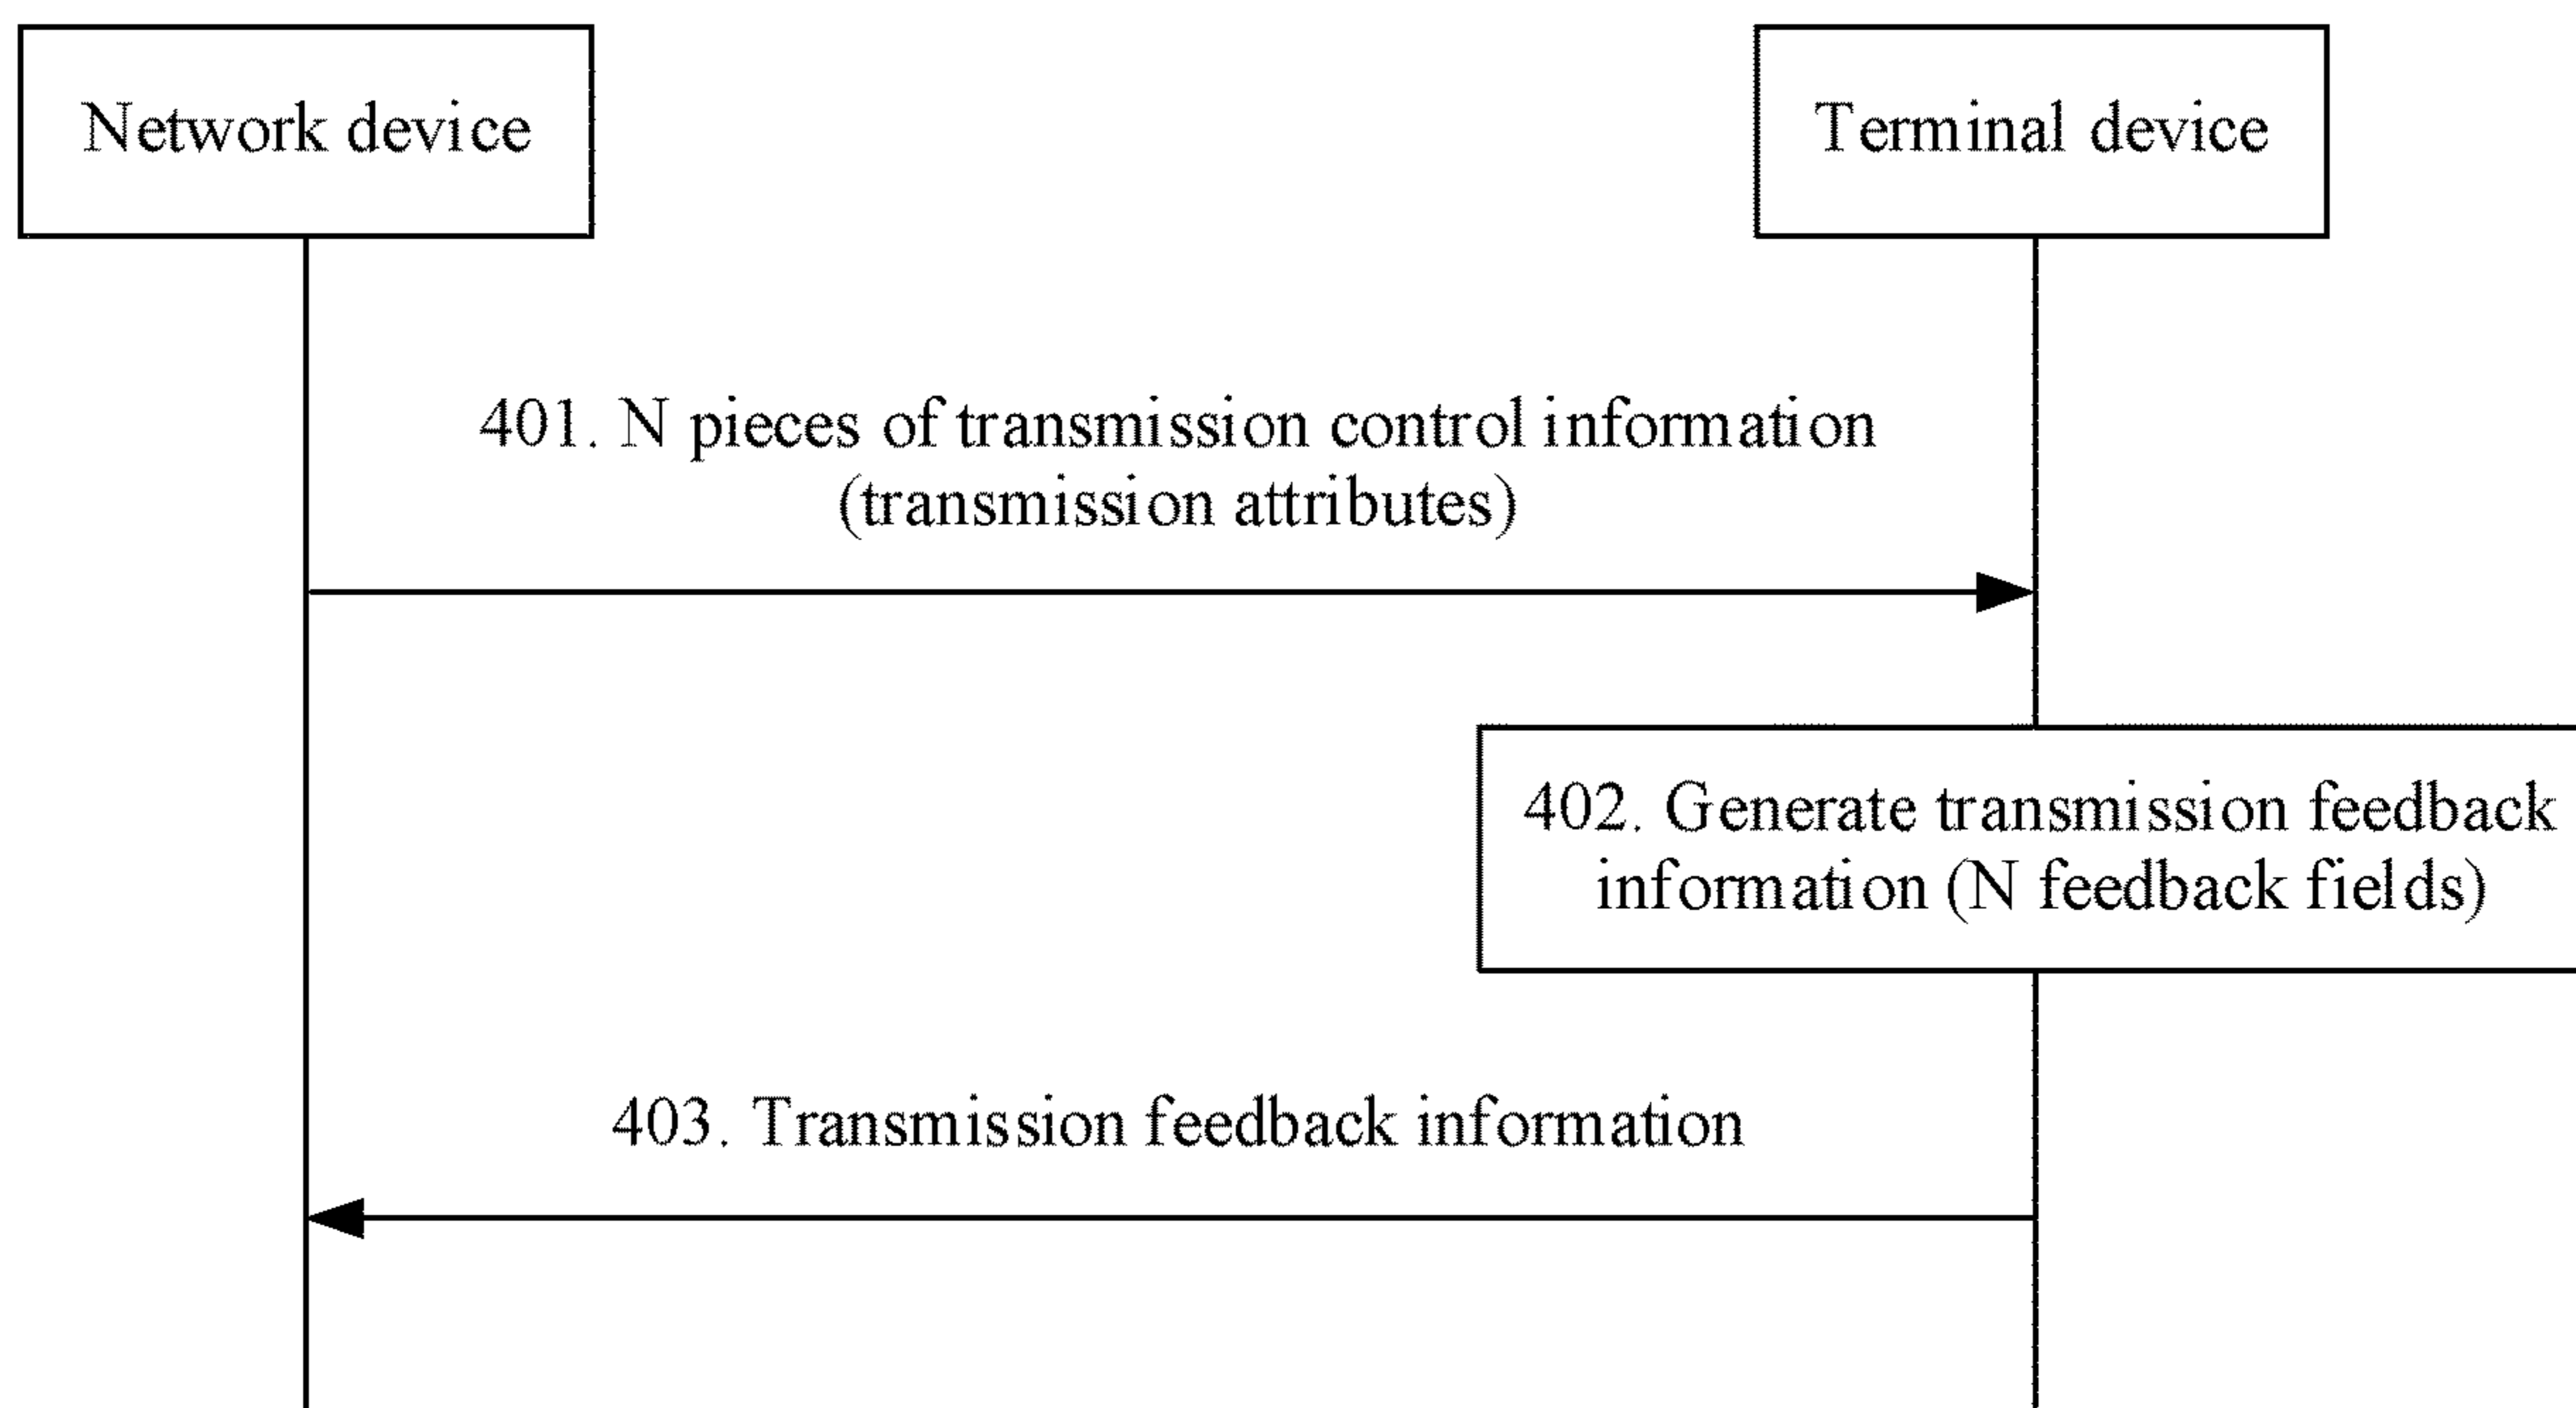 Network device
Terminal device
401. N pieces of transmission control information
(transmission attributes)
402. Generate transmission feedback
information (N feedback fields)
403. Transmission feedback information